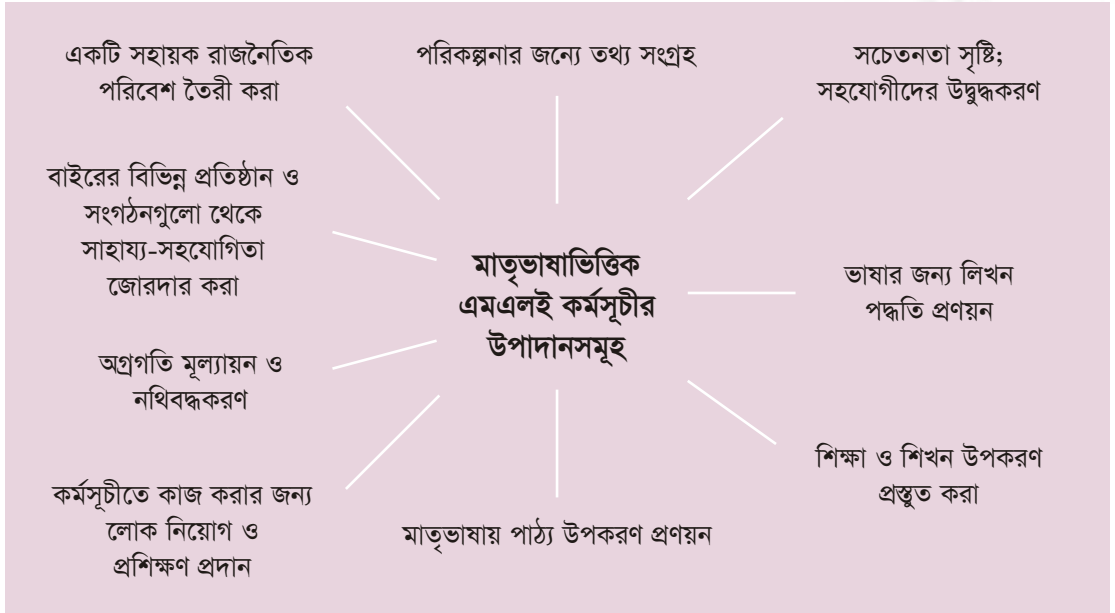 একটি সহায়ক রাজনৈতিক
পরিবেশ তৈরী করা
পরিকল্পনার জন্যে তথ্য সংগ্রহ
সচেতনতা সৃষ্টি;
সহযোগীদের উদ্বুদ্ধকরণ
বাইরের বিভিন্ন প্রতিষ্ঠান ও
সংগঠনগুলো থেকে
সাহায্য-সহযোগিতা
জোরদার করা
মাতৃভাষাভিত্তিক
এমএলই কর্মসূচীর
উপাদানসমূহ
ভাষার জন্য লিখন
পদ্ধতি প্রণয়ন
অগ্রগতি মূল্যায়ন ও
নথিবদ্ধকরণ
শিক্ষা ও শিখন উপকরণ
প্রস্তুত করা
কর্মসূচীতে কাজ করার জন্য
লোক নিয়োগ ও
প্রশিক্ষণ প্রদান
মাতৃভাষায় পাঠ্য উপকরণ প্রণয়ন